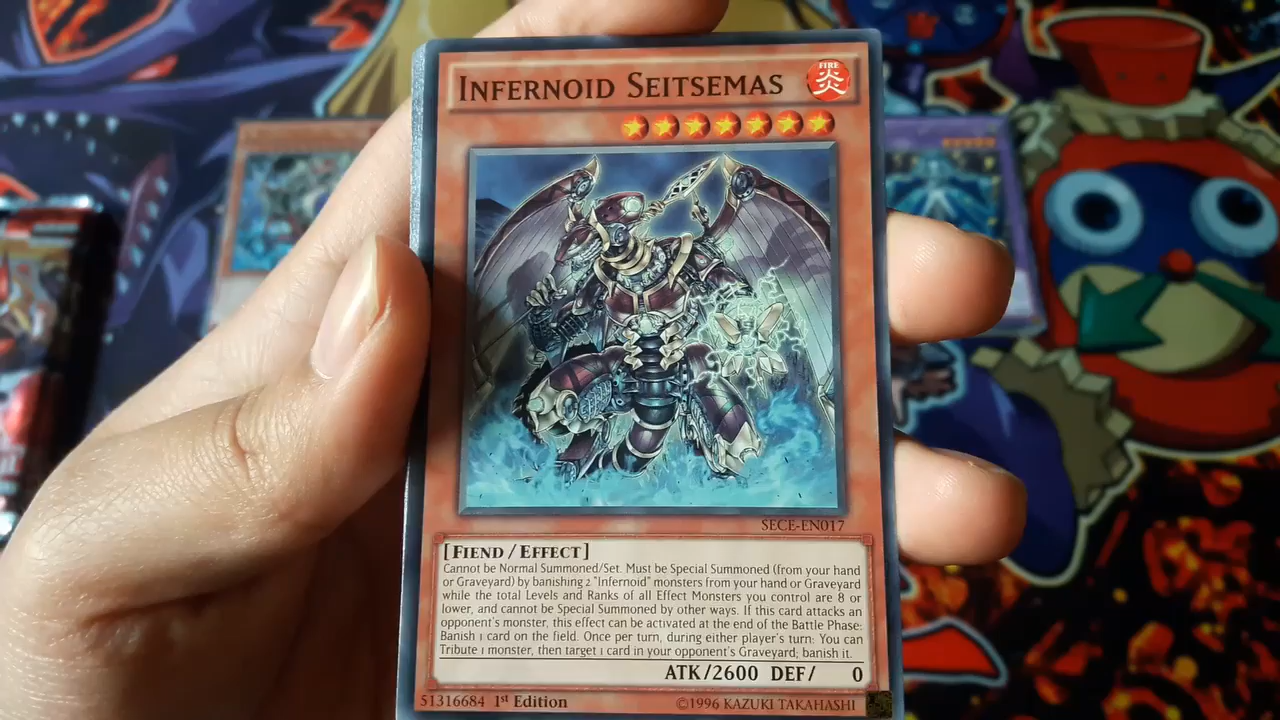 INFERNOID SEITSEMAS
FIRE
炎
SECE-EN017
[FIEND/EFFECT]
Cannot be Normal Summoned/Set. Must be Special Summoned (from your hand
or Graveyard) by banishing 2 "Infernoid" monsters from your hand or Graveyard
while the total Levels and Ranks of all Effect Monsters you control are 8 or
lower, and cannot be Special Summoned by other ways. If this card attacks an
opponent's monster, this effect can be activated at the end of the Battle Phase:
Banish 1 card on the field. Once per turn, during either player's turn: You can
Tribute 1 monster, then target 1 card in your opponent's Graveyard; banish it.
ATK/2600 DEF/ 0
51316684 1st Edition ©1996 KAZUKI TAKAHASHI